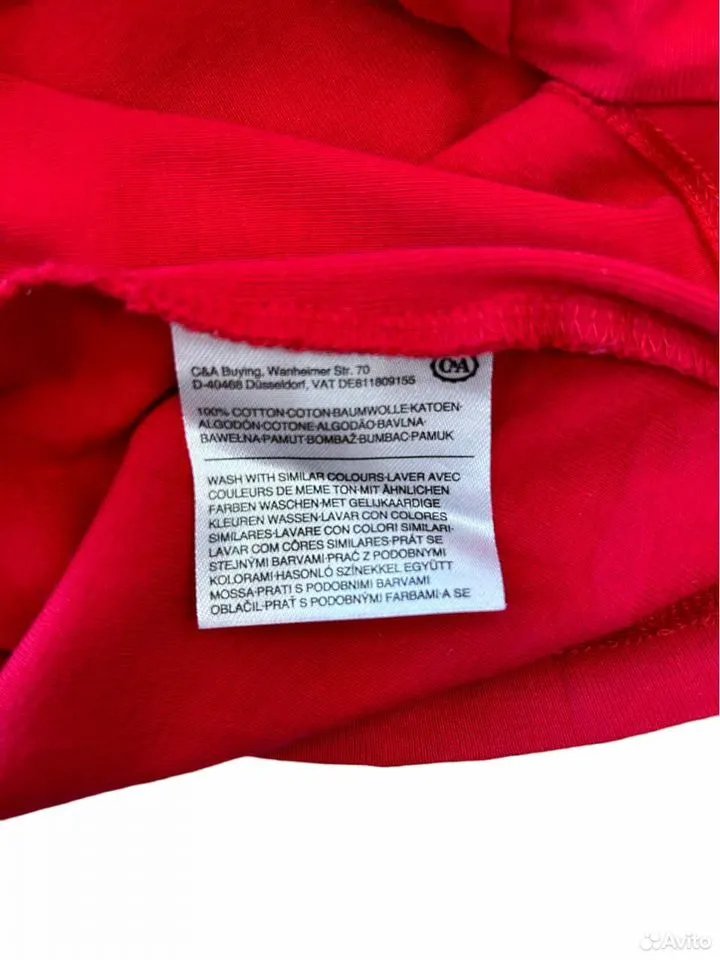 C&A Buying, Wanheimer Str. 70
D-40468 Düsseldorf, VAT DE811809155
C&A
100% COTTON·COTON·BAUMWOLLE·KATOEN·
ALGODÓN·COTONE·ALGODÃO·BAVLNA·
BAWEŁNA·PAMUT·BOMBAŽ·BUMBAC·PAMUK
WASH WITH SIMILAR COLOURS·LAVER AVEC
COULEURS DE MEME TON·MIT ÄHNLICHEN
FARBEN WASCHEN·MET GELIJKAARDIGE
KLEUREN WASSEN·LAVAR CON COLORES
SIMILARES·LAVARE CON COLORI SIMILARI·
LAVAR COM CÔRES SIMILARES·PRÁT SE
STEJNÝMI BARVAMI·PRAĆ Z PODOBNYMI
KOLORAMI·HASONLÓ SZÍNEKKEL EGYÜTT
MOSSA·PRATI S PODOBNIMI BARVAMI
OBLAČIL·PRAŤ S PODOBNÝMI FARBAMI·A SE
Avito